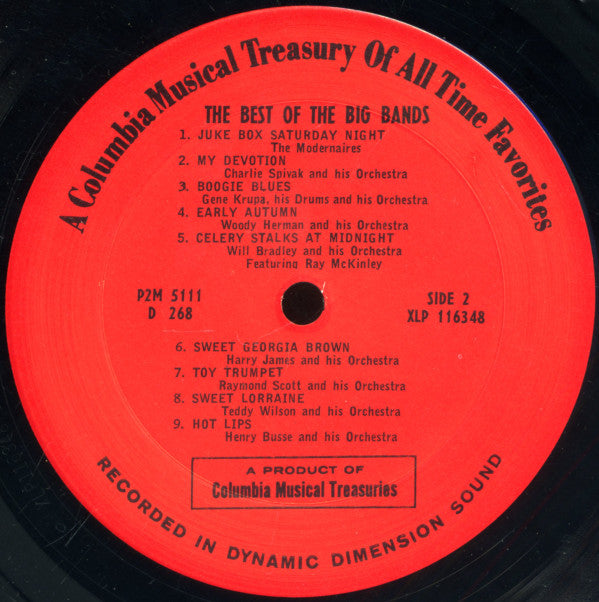 A Columbia Musical Treasury Of All Time Favorites
THE BEST OF THE BIG BANDS
1. JUKE BOX SATURDAY NIGHT
The Modernaires
2. MY DEVOTION
Charlie Spivak and his Orchestra
3. BOOGIE BLUES
Gene Krupa, his Drums and his Orchestra
4. EARLY AUTUMN
Woody Herman and his Orchestra
5. CELERY STALKS AT MIDNIGHT
Will Bradley and his Orchestra
Featuring Ray McKinley
P2M 5111
D 268
SIDE 2
XLP 116348
6. SWEET GEORGIA BROWN
Harry James and his Orchestra
7. TOY TRUMPET
Raymond Scott and his Orchestra
8. SWEET LORRAINE
Teddy Wilson and his Orchestra
9. HOT LIPS
Henry Busse and his Orchestra
A PRODUCT OF
Columbia Musical Treasuries
RECORDED IN DYNAMIC DIMENSION SOUND